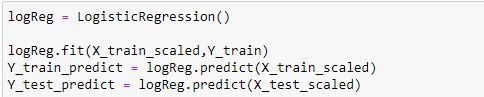 logReg = LogisticRegression()
logReg.fit(X_train_scaled,Y_train)
Y_train_predict = logReg.predict(X_train_scaled)
Y_test_predict = logReg.predict(X_test_scaled)